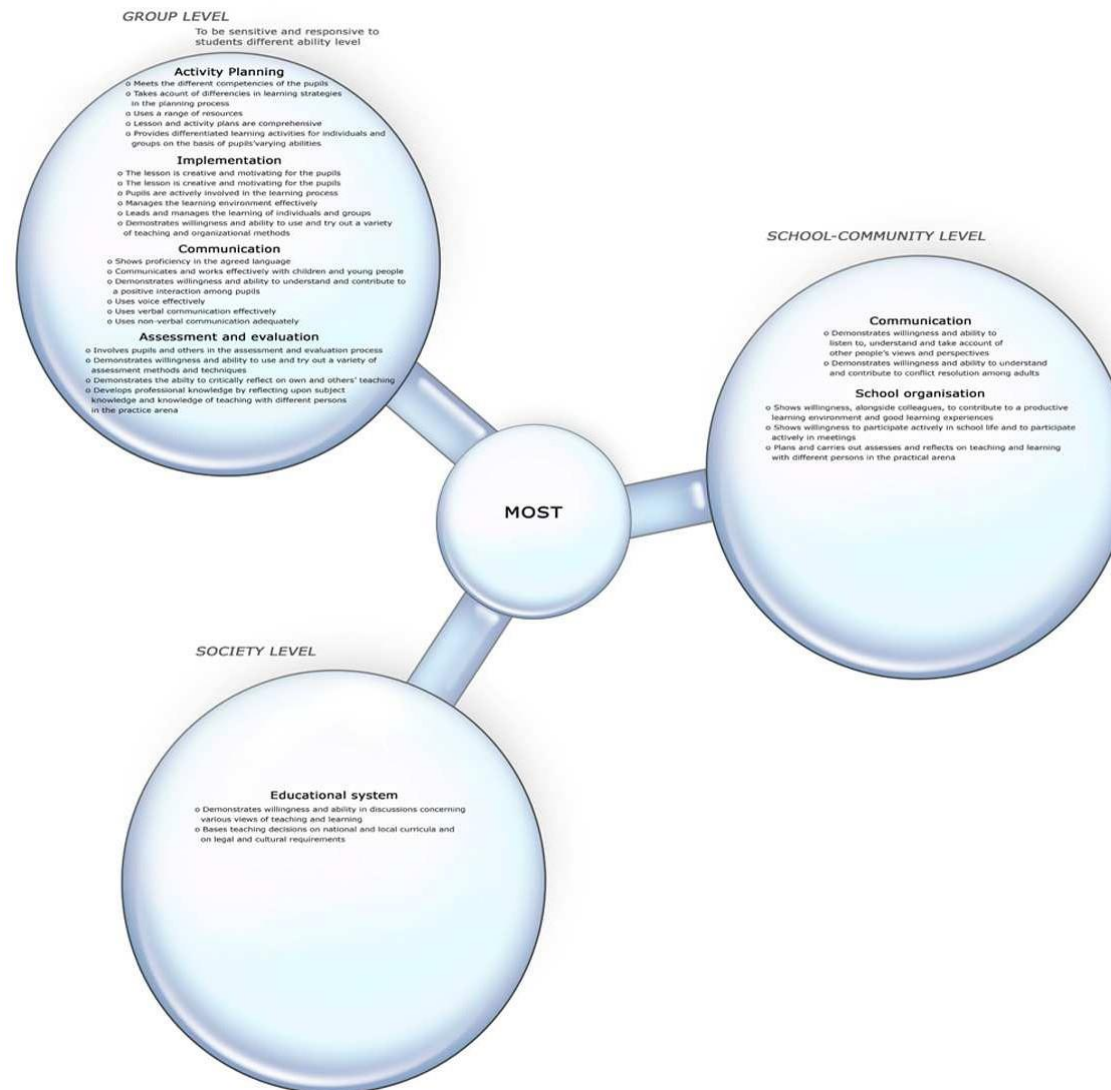 GROUP LEVEL
To be sensitive and responsive to
students different ability level
Activity Planning
o Meets the different competencies of the pupils
o Takes acount of differencies in learning strategies
in the planning process
o Uses a range of resources
o Lesson and activity plans are comprehensive
o Provides differentiated learning activities for individuals and
groups on the basis of pupils'varying abilities
Implementation
o The lesson is creative and motivating for the pupils
o The lesson is creative and motivating for the pupils
o Pupils are actively involved in the learning process
o Manages the learning environment effectively
o Leads and manages the learning of individuals and groups
o Demostrates willingness and ability to use and try out a variety
of teaching and organizational methods
Communication
o Shows proficiency in the agreed language
o Communicates and works effectively with children and young people
o Demonstrates willingness and ability to understand and contribute to
a positive interaction among pupils
o Uses voice effectively
o Uses verbal communication effectively
o Uses non-verbal communication adequately
Assessment and evaluation
o Involves pupils and others in the assessment and evaluation process
o Demonstrates willingness and ability to use and try out a variety of
assessment methods and techniques
o Demonstrates the abilty to critically reflect on own and others' teaching
o Develops professional knowledge by reflecting upon subject
knowledge and knowledge of teaching with different persons
in the practice arena
SCHOOL-COMMUNITY LEVEL
Communication
o Demonstrates willingness and ability to
listen to, understand and take account of
other people's views and perspectives
o Demonstrates willingness and ability to understand
and contribute to conflict resolution among adults
School organisation
o Shows willingness, alongside colleagues, to contribute to a productive
learning environment and good learning experiences
o Shows willingness to participate actively in school life and to participate
actively in meetings
o Plans and carries out assesses and reflects on teaching and learning
with different persons in the practical arena
MOST
SOCIETY LEVEL
Educational system
o Demonstrates willingness and ability in discussions concerning
various views of teaching and learning
o Bases teaching decisions on national and local curricula and
on legal and cultural requirements